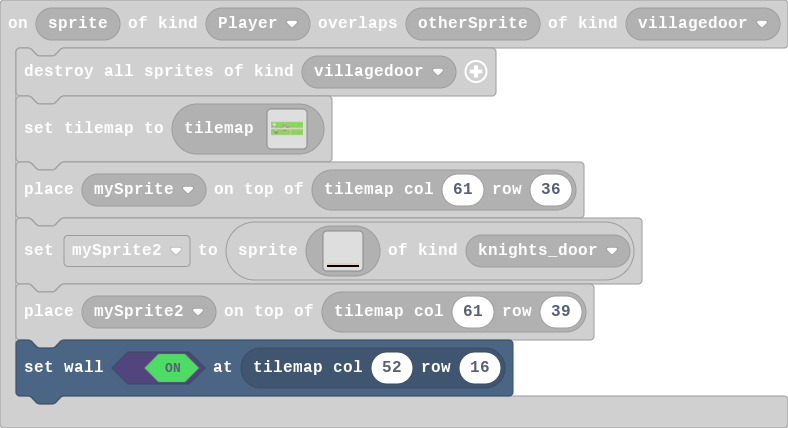 on sprite of kind Player overlaps otherSprite of kind villagedoor
destroy all sprites of kind villagedoor
set tilemap to tilemap
place mySprite on top of tilemap col 61 row 36
set mySprite2 to sprite of kind knights_door
place mySprite2 on top of tilemap col 61 row 39
set wall ON at tilemap col 52 row 16